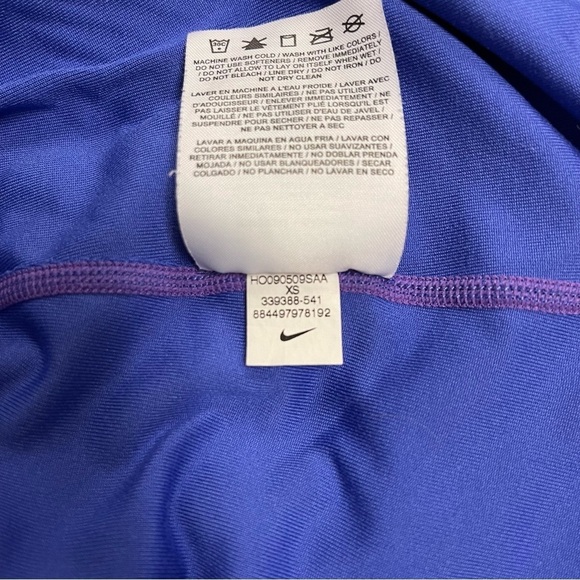 30C
MACHINE WASH COLD / WASH WITH LIKE COLORS /
DO NOT USE SOFTENERS / REMOVE IMMEDIATELY
/ DO NOT ALLOW TO LAY ON ITSELF WHEN WET /
DO NOT BLEACH / LINE DRY / DO NOT IRON / DO
NOT DRY CLEAN
LAVER EN MACHINE A L'EAU FROIDE / LAVER AVEC
COULEURS SIMILAIRES / NE PAS UTILISER
D'ADOUCISSEUR / ENLEVER IMMEDIATEMENT / NE
PAS LAISSER LE VÊTEMENT PLIÉ LORSQU'IL EST
MOUILLÉ / NE PAS UTILISER D'EAU DE JAVEL /
SUSPENDRE POUR SECHER / NE PAS REPASSER /
NE PAS NETTOYER A SEC
LAVAR A MAQUINA EN AGUA FRIA / LAVAR CON
COLORES SIMILARES / NO USAR SUAVIZANTES /
RETIRAR INMEDIATAMENTE / NO DOBLAR PRENDA
MOJADA / NO USAR BLANQUEADORES / SECAR
COLGADO / NO PLANCHAR / NO LAVAR EN SECO
HO090509SAA
XS
339388-541
884497978192